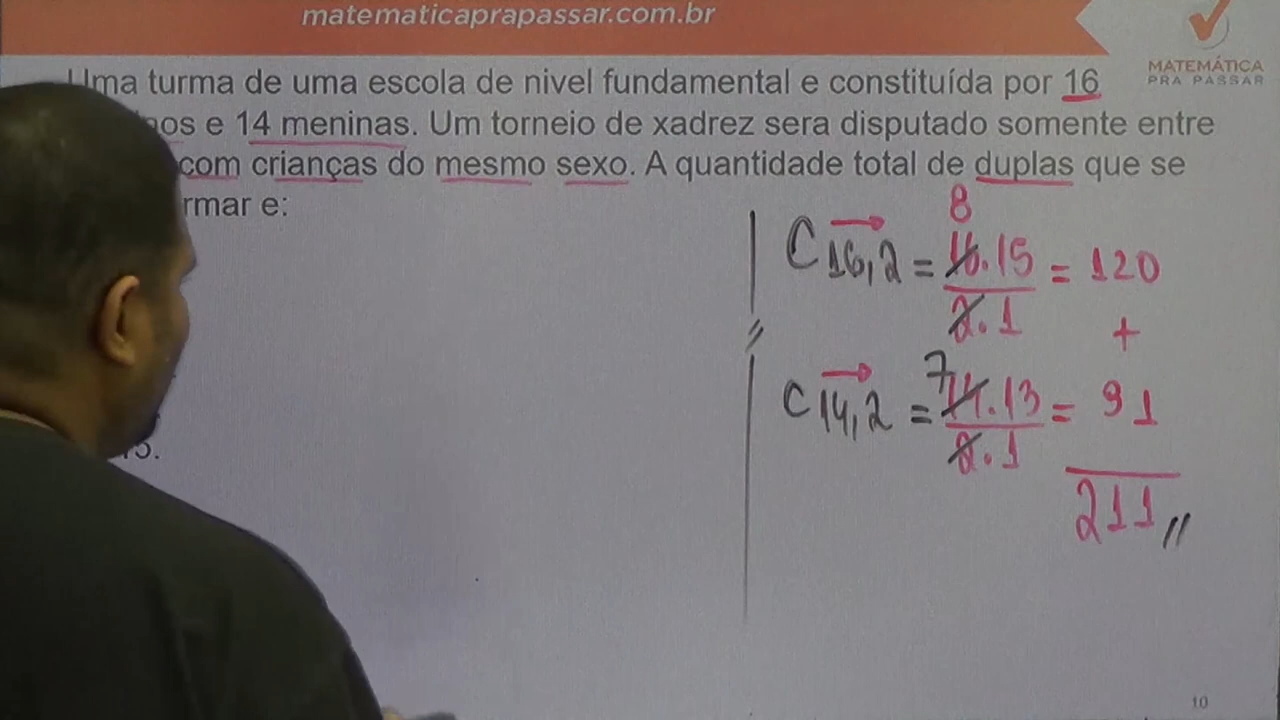 matematicaprapassar.com.br
MATEMÁTICA
PRA PASSAR
Uma turma de uma escola de nivel fundamental e constituída por 16
e 14 meninas. Um torneio de xadrez sera disputado somente entre
com crianças do mesmo sexo. A quantidade total de duplas que se
e:
8
C16,2 = 16.15 = 120
2.1
+
7
C14,2 = 14.13 = 91
2.1
211
10